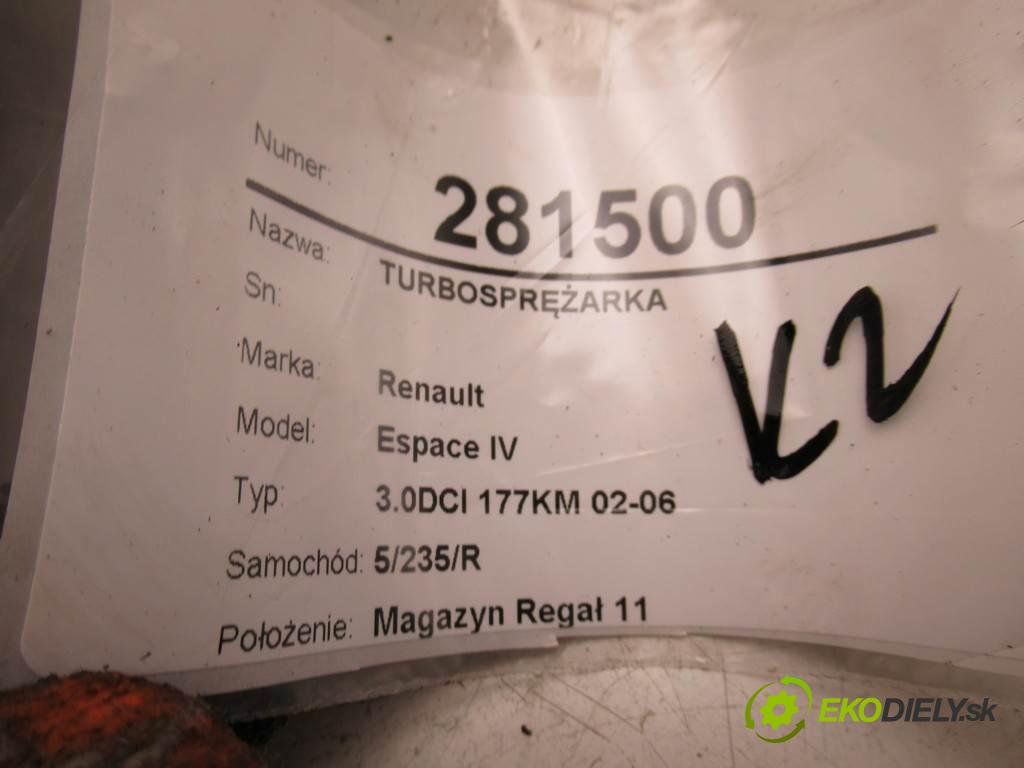 Numer: 281500
Nazwa: TURBOSPRĘŻARKA
Sn:
Marka: Renault
Model: Espace IV
Typ: 3.0DCI 177KM 02-06
Samochód: 5/235/R
Położenie: Magazyn Regał 11
K2
EKODIELY.sk